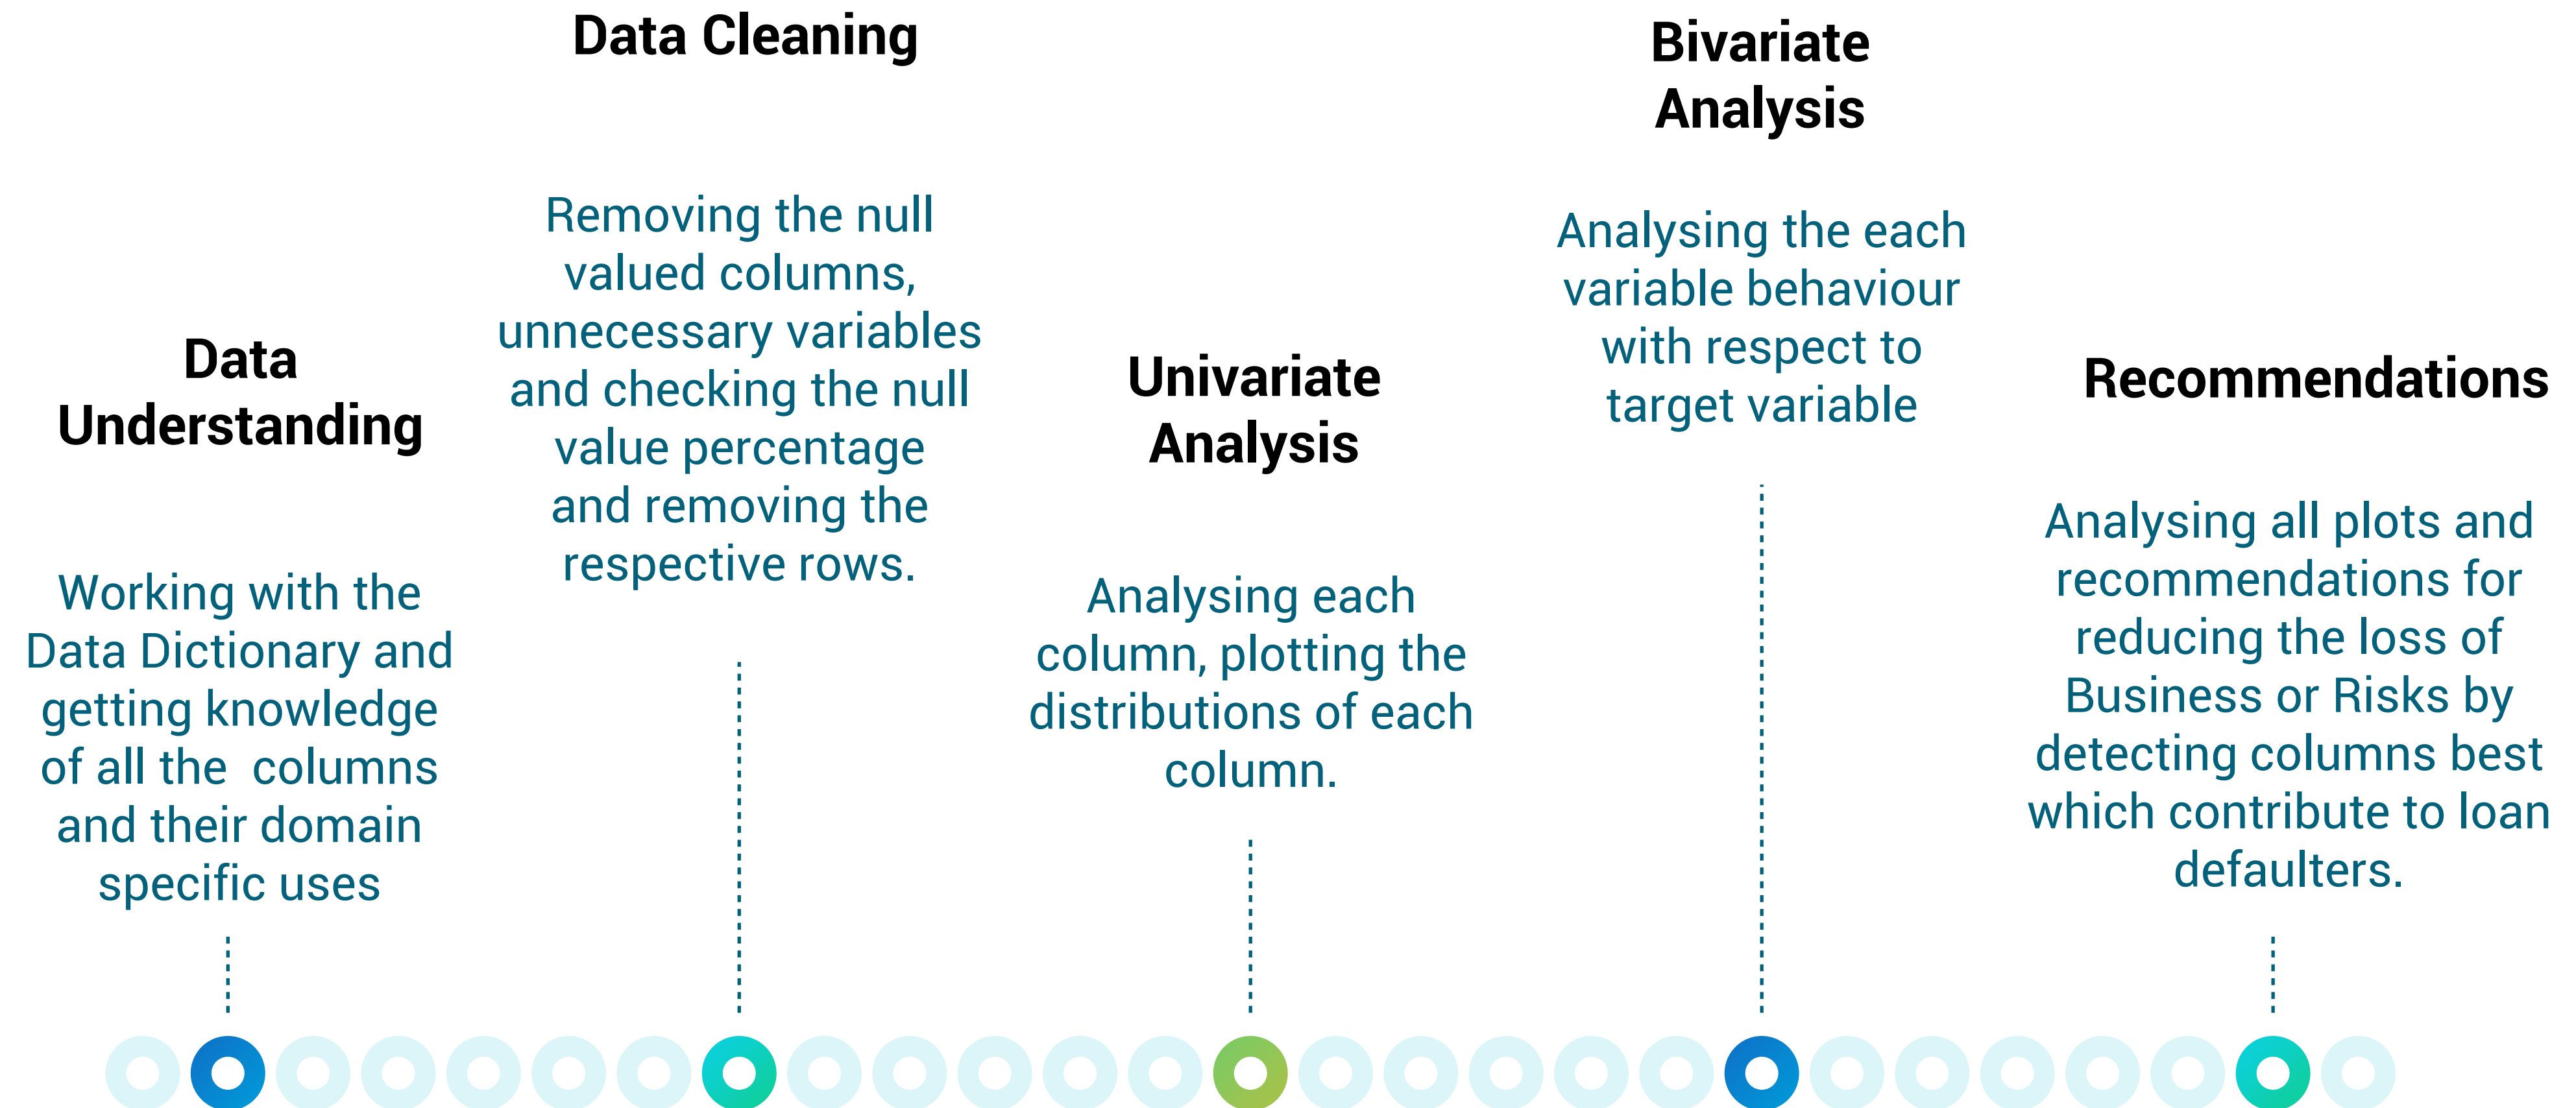 Data
Understanding
Working with the
Data Dictionary and
getting knowledge
of all the  columns
and their domain
specific uses
Data Cleaning
Removing the null
valued columns,
unnecessary variables
and checking the null
value percentage
and removing the
respective rows.
Univariate
Analysis
Analysing each
column, plotting the
distributions of each
column.
Bivariate
Analysis
Analysing the each
variable behaviour
with respect to
target variable
Recommendations
Analysing all plots and
recommendations for
reducing the loss of
Business or Risks by
detecting columns best
which contribute to loan
defaulters.